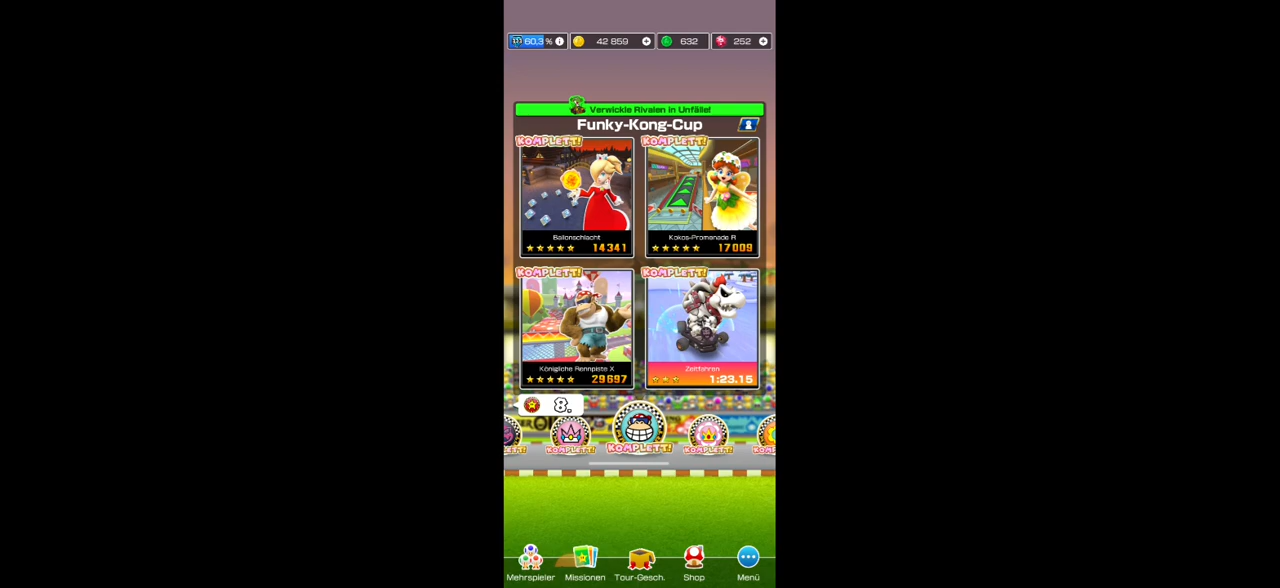 60,3 %
42 859
632
252
Verwickle Rivalen in Unfälle!
Funky-Kong-Cup
KOMPLETT!
KOMPLETT!
Ballonschlacht
Kokos-Promenade R
14341
17009
KOMPLETT!
KOMPLETT!
Königliche Rennpiste X
Zeitfahren
29697
1:23.15
8.
KOMPLETT!
KOMPLETT!
KOMPLETT!
Mehrspieler
Missionen
Tour-Gesch.
Shop
Menü